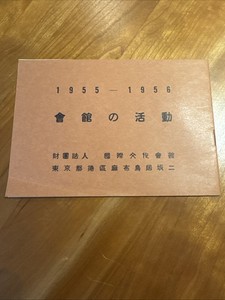 1955 — 1956
會館の活動
財團法人 國際文化會館
東京都港區麻布鳥居坂二